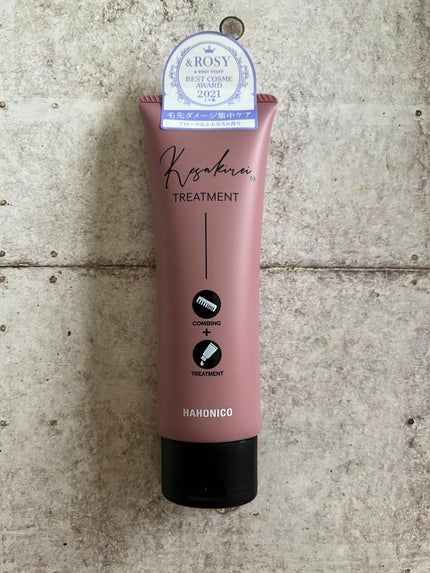 &ROSY
& ROSY STAFF
BEST COSME
AWARD
2021
毛先ダメージ集中ケア
フローラルシトラスの香り
Kesakirei
TREATMENT
COMBING
+
TREATMENT
HAHONICO